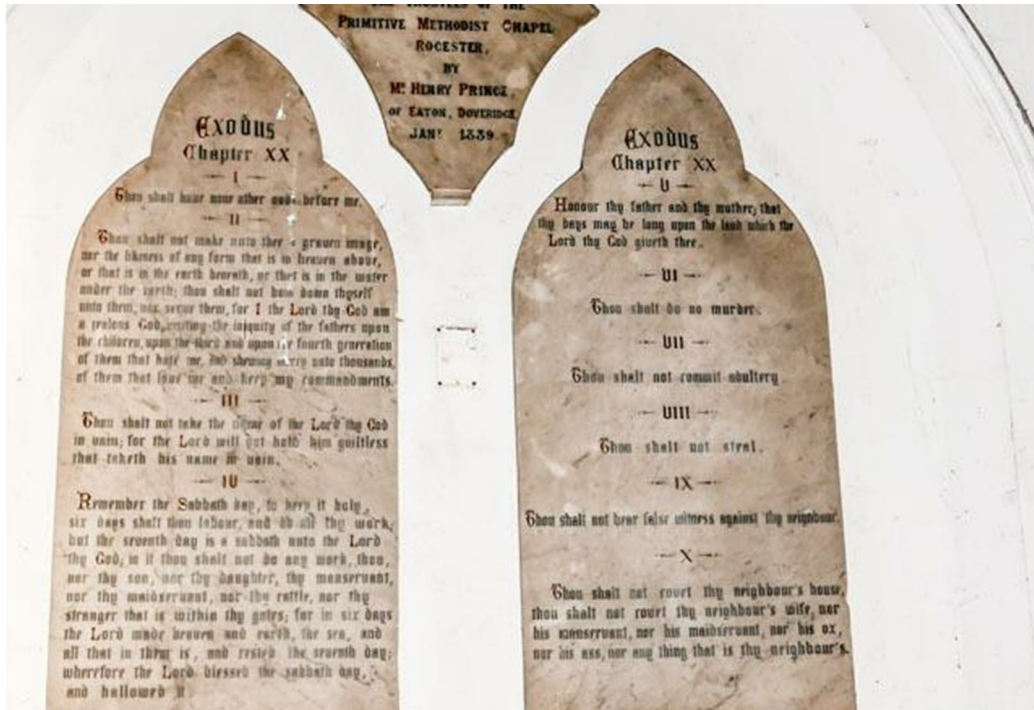 TRUSTEES OF THE
PRIMITIVE METHODIST CHAPEL
ROCESTER,
BY
MR HENRY PRINCE,
OF EATON, DOVERIDGE,
JANY 1889
Exodus
Chapter XX
I
Thou shalt have none other gods before me.
II
Thou shalt not make unto thee a graven image,
nor the likeness of any form that is in heaven above,
or that is in the earth beneath, or that is in the water
under the earth; thou shalt not bow down thyself
unto them, nor serve them, for I the Lord thy God am
a jealous God, visiting the iniquity of the fathers upon
the children, upon the third and upon the fourth generation
of them that hate me, and shewing mercy unto thousands,
of them that love me and keep my commandments.
III
Thou shalt not take the name of the Lord thy God
in vain; for the Lord will not hold him guiltless
that taketh his name in vain.
IV
Remember the Sabbath day, to keep it holy,
six days shalt thou labour, and do all thy work,
but the seventh day is a sabbath unto the Lord
thy God, in it thou shalt not do any work, thou,
nor thy son, nor thy daughter, thy manservant,
nor thy maidservant, nor thy cattle, nor thy
stranger that is within thy gates; for in six days
the Lord made heaven and earth, the sea, and
all that in them is, and rested the seventh day;
wherefore the Lord blessed the sabbath day,
and hallowed it
Exodus
Chapter XX
V
Honour thy father and thy mother; that
thy days may be long upon the land which the
Lord thy God giveth thee.
VI
Thou shalt do no murder.
VII
Thou shalt not commit adultery
VIII
Thou shalt not steal.
IX
Thou shalt not bear false witness against thy neighbour.
X
Thou shalt not covet thy neighbour's house,
thou shalt not covet thy neighbour's wife, nor
his manservant, nor his maidservant, nor his ox,
nor his ass, nor any thing that is thy neighbour's.